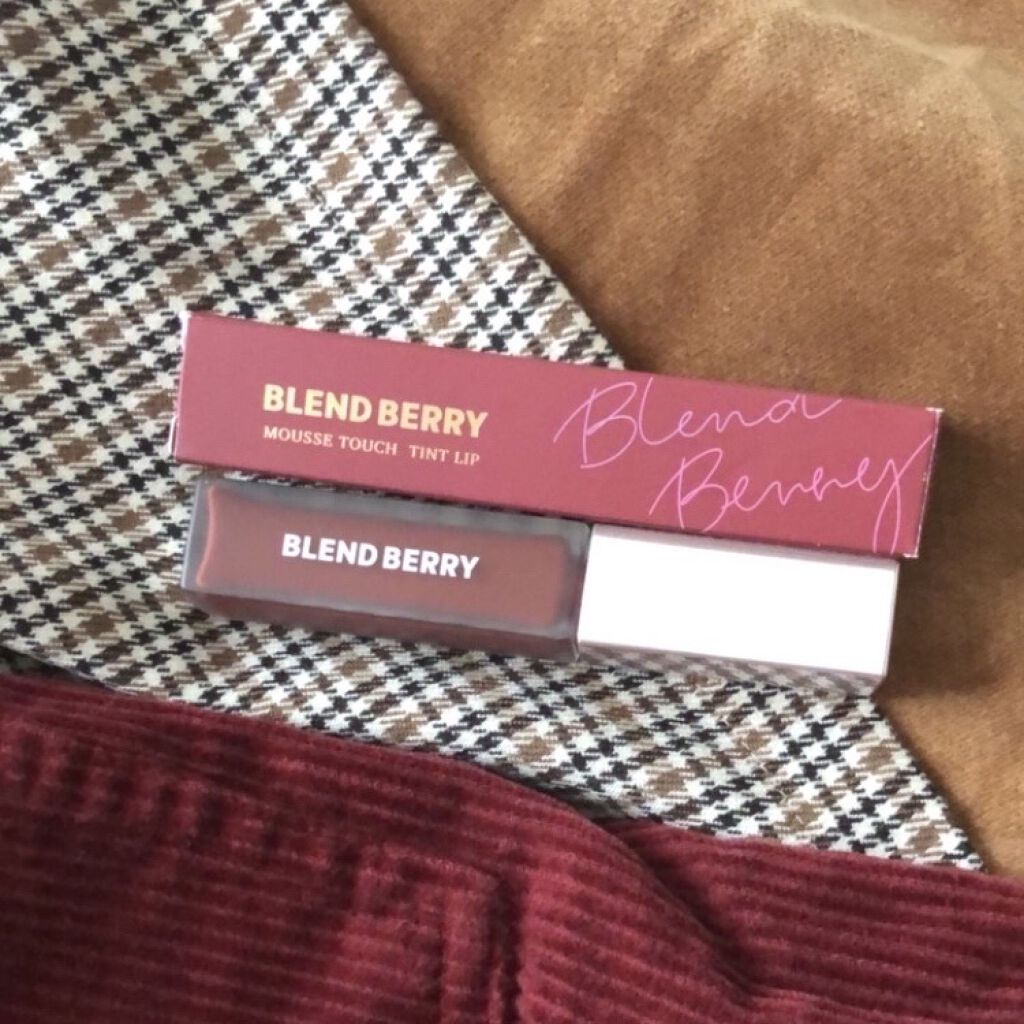 BLEND BERRY
MOUSSE TOUCH TINT LIP
Blend
Berry
BLEND BERRY